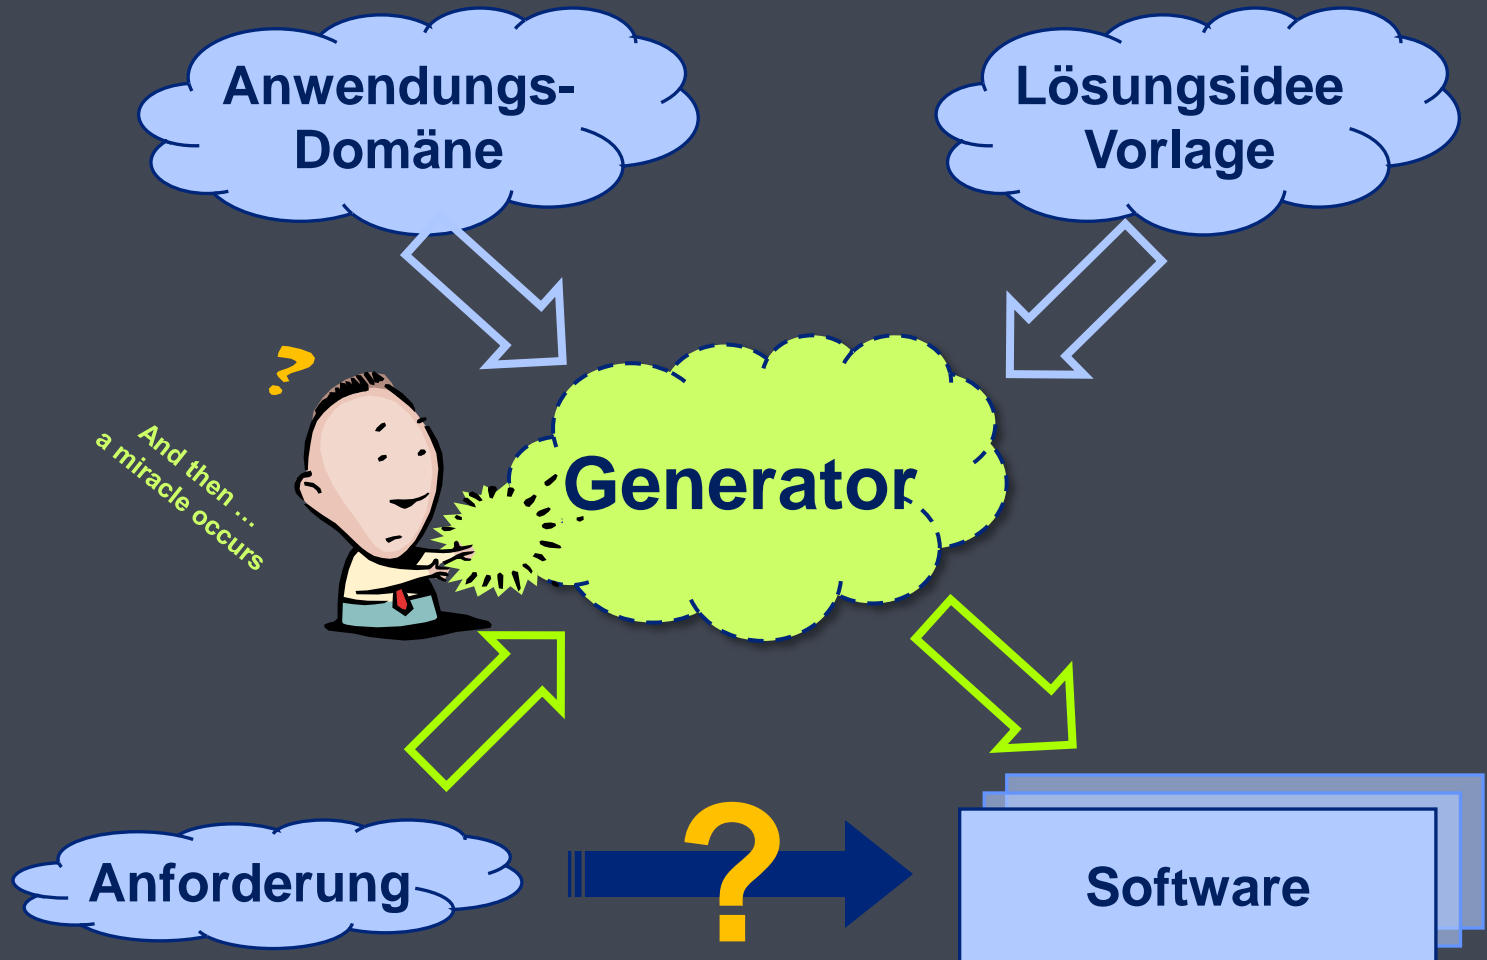 Anwendungs-
Domäne
Lösungsidee
Vorlage
?
And then ...
a miracle occurs
Generator
Anforderung
?
Software